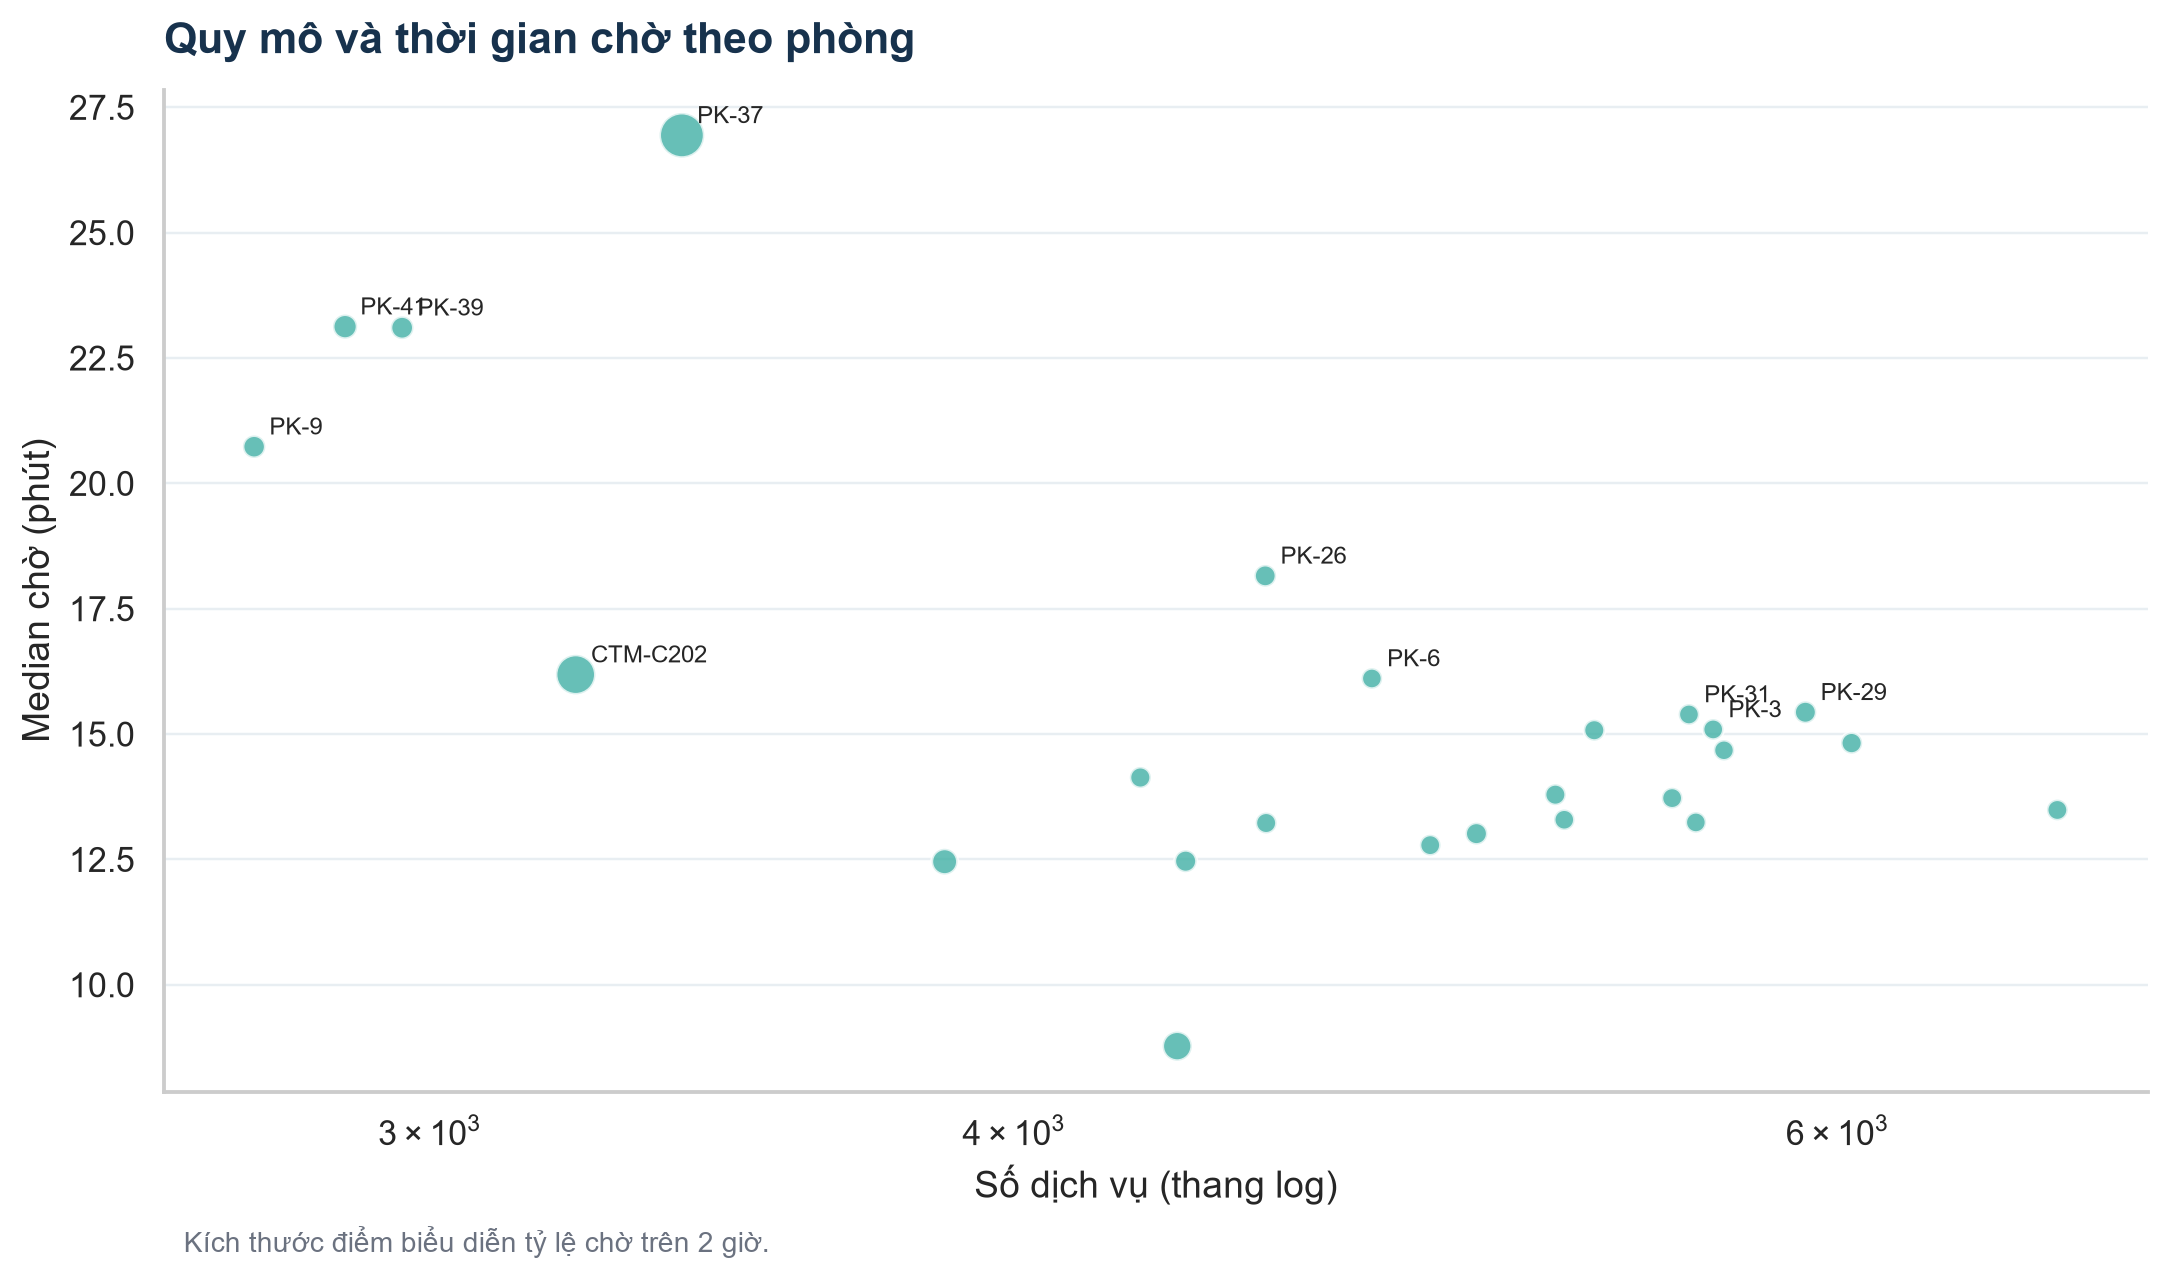 Quy mô và thời gian chờ theo phòng
27.5
25.0
22.5
20.0
17.5
15.0
12.5
10.0
Median chờ (phút)
PK-37
PK-41
PK-39
PK-9
PK-26
CTM-C202
PK-6
PK-31
PK-3
PK-29
3 × 10³
4 × 10³
6 × 10³
Số dịch vụ (thang log)
Kích thước điểm biểu diễn tỷ lệ chờ trên 2 giờ.